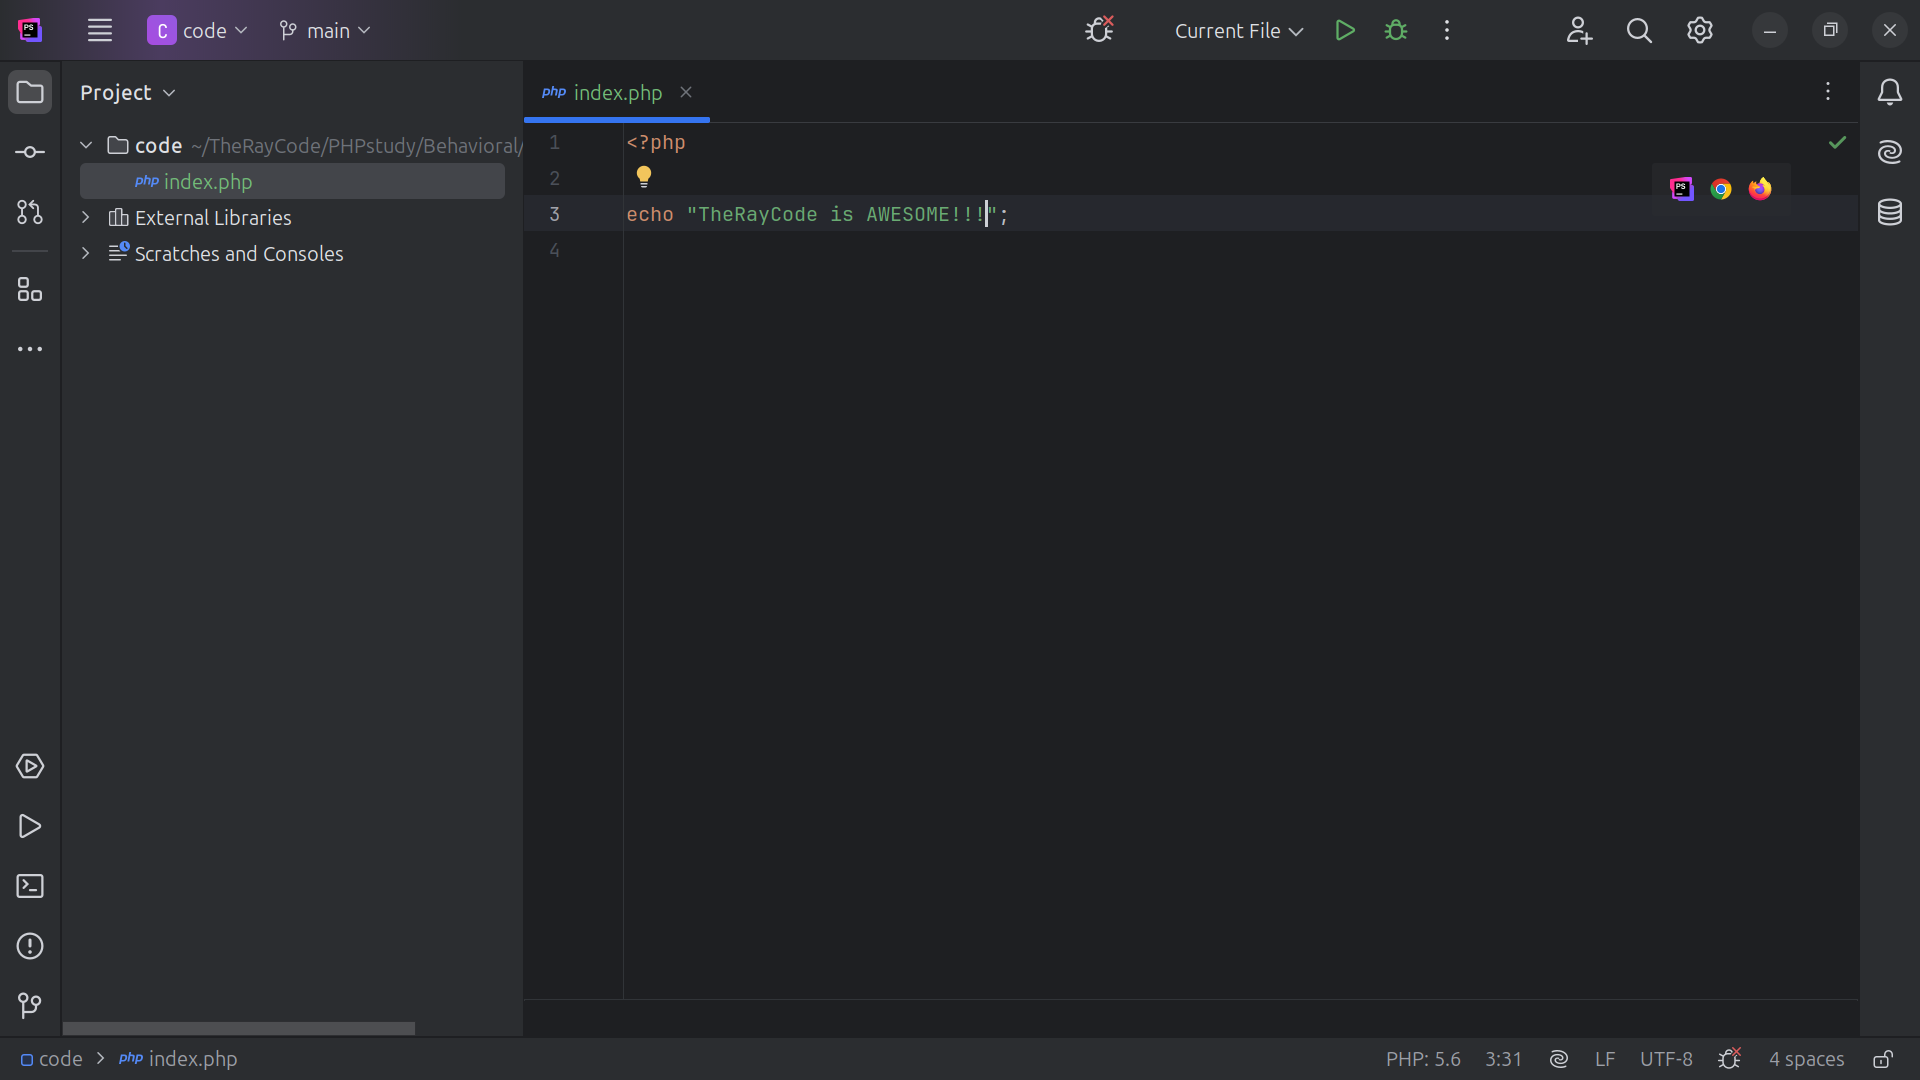 PS
C code main
Current File
Project
php index.php
code ~/TheRayCode/PHPstudy/Behavioral/
php index.php
External Libraries
Scratches and Consoles
1 <?php
2
3 echo "TheRayCode is AWESOME!!!";
4
PS
code > php index.php
PHP: 5.6 3:31 LF UTF-8 4 spaces